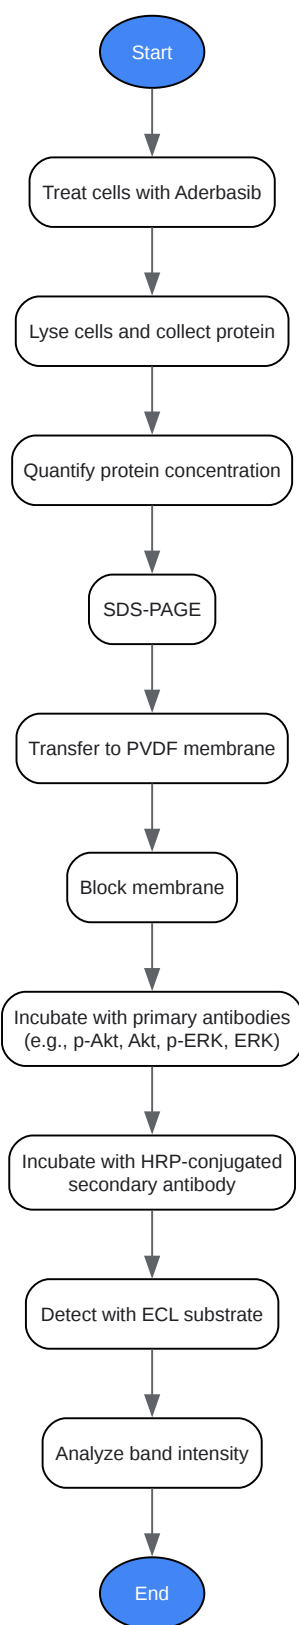 Start
Treat cells with Aderbasib
Lyse cells and collect protein
Quantify protein concentration
SDS-PAGE
Transfer to PVDF membrane
Block membrane
Incubate with primary antibodies
(e.g., p-Akt, Akt, p-ERK, ERK)
Incubate with HRP-conjugated
secondary antibody
Detect with ECL substrate
Analyze band intensity
End